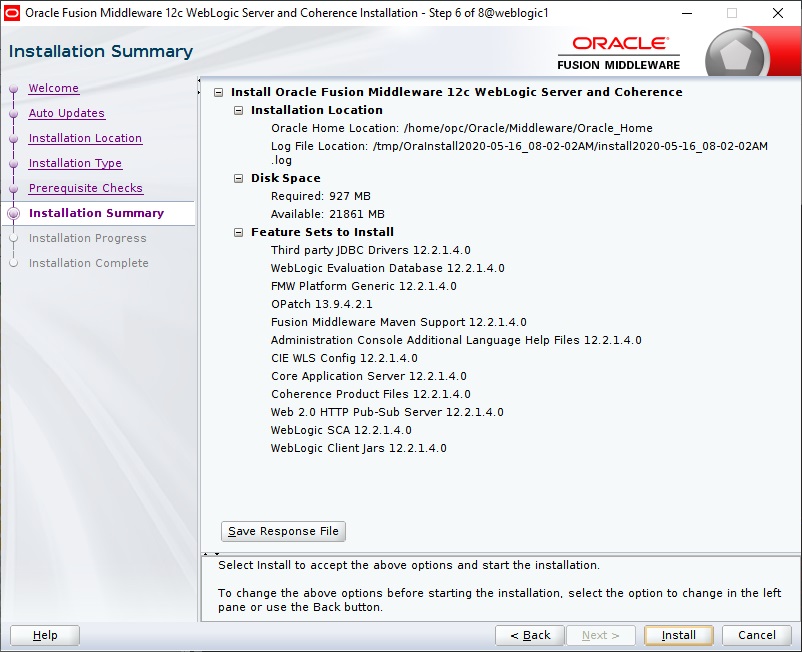 Oracle Fusion Middleware 12c WebLogic Server and Coherence Installation - Step 6 of 8@weblogic1
Installation Summary
ORACLE
FUSION MIDDLEWARE
Welcome
Auto Updates
Installation Location
Installation Type
Prerequisite Checks
Installation Summary
Installation Progress
Installation Complete
Install Oracle Fusion Middleware 12c WebLogic Server and Coherence
Installation Location
Oracle Home Location: /home/opc/Oracle/Middleware/Oracle_Home
Log File Location: /tmp/OraInstall2020-05-16_08-02-02AM/install2020-05-16_08-02-02AM
.log
Disk Space
Required: 927 MB
Available: 21861 MB
Feature Sets to Install
Third party JDBC Drivers 12.2.1.4.0
WebLogic Evaluation Database 12.2.1.4.0
FMW Platform Generic 12.2.1.4.0
OPatch 13.9.4.2.1
Fusion Middleware Maven Support 12.2.1.4.0
Administration Console Additional Language Help Files 12.2.1.4.0
CIE WLS Config 12.2.1.4.0
Core Application Server 12.2.1.4.0
Coherence Product Files 12.2.1.4.0
Web 2.0 HTTP Pub-Sub Server 12.2.1.4.0
WebLogic SCA 12.2.1.4.0
WebLogic Client Jars 12.2.1.4.0
Save Response File
Select Install to accept the above options and start the installation.
To change the above options before starting the installation, select the option to change in the left
pane or use the Back button.
Help
< Back
Next >
Install
Cancel